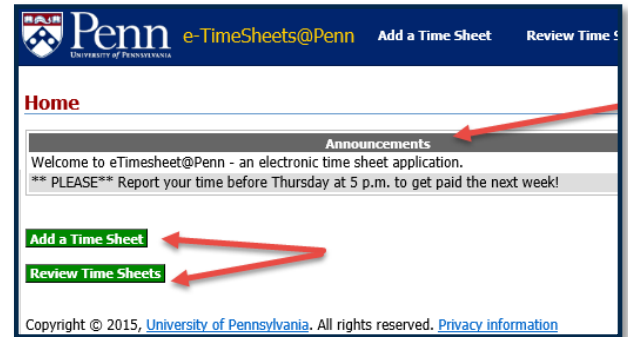 Penn e-TimeSheets@Penn Add a Time Sheet Review Time
UNIVERSITY of PENNSYLVANIA
Home
Announcements
Welcome to eTimesheet@Penn - an electronic time sheet application.
** PLEASE** Report your time before Thursday at 5 p.m. to get paid the next week!
Add a Time Sheet
Review Time Sheets
Copyright © 2015, University of Pennsylvania. All rights reserved. Privacy information